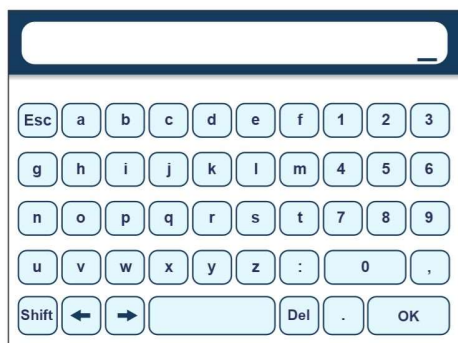 _
Esc a b c d e f 1 2 3
g h i j k l m 4 5 6
n o p q r s t 7 8 9
u v w x y z : 0 ,
Shift ← → Del . OK